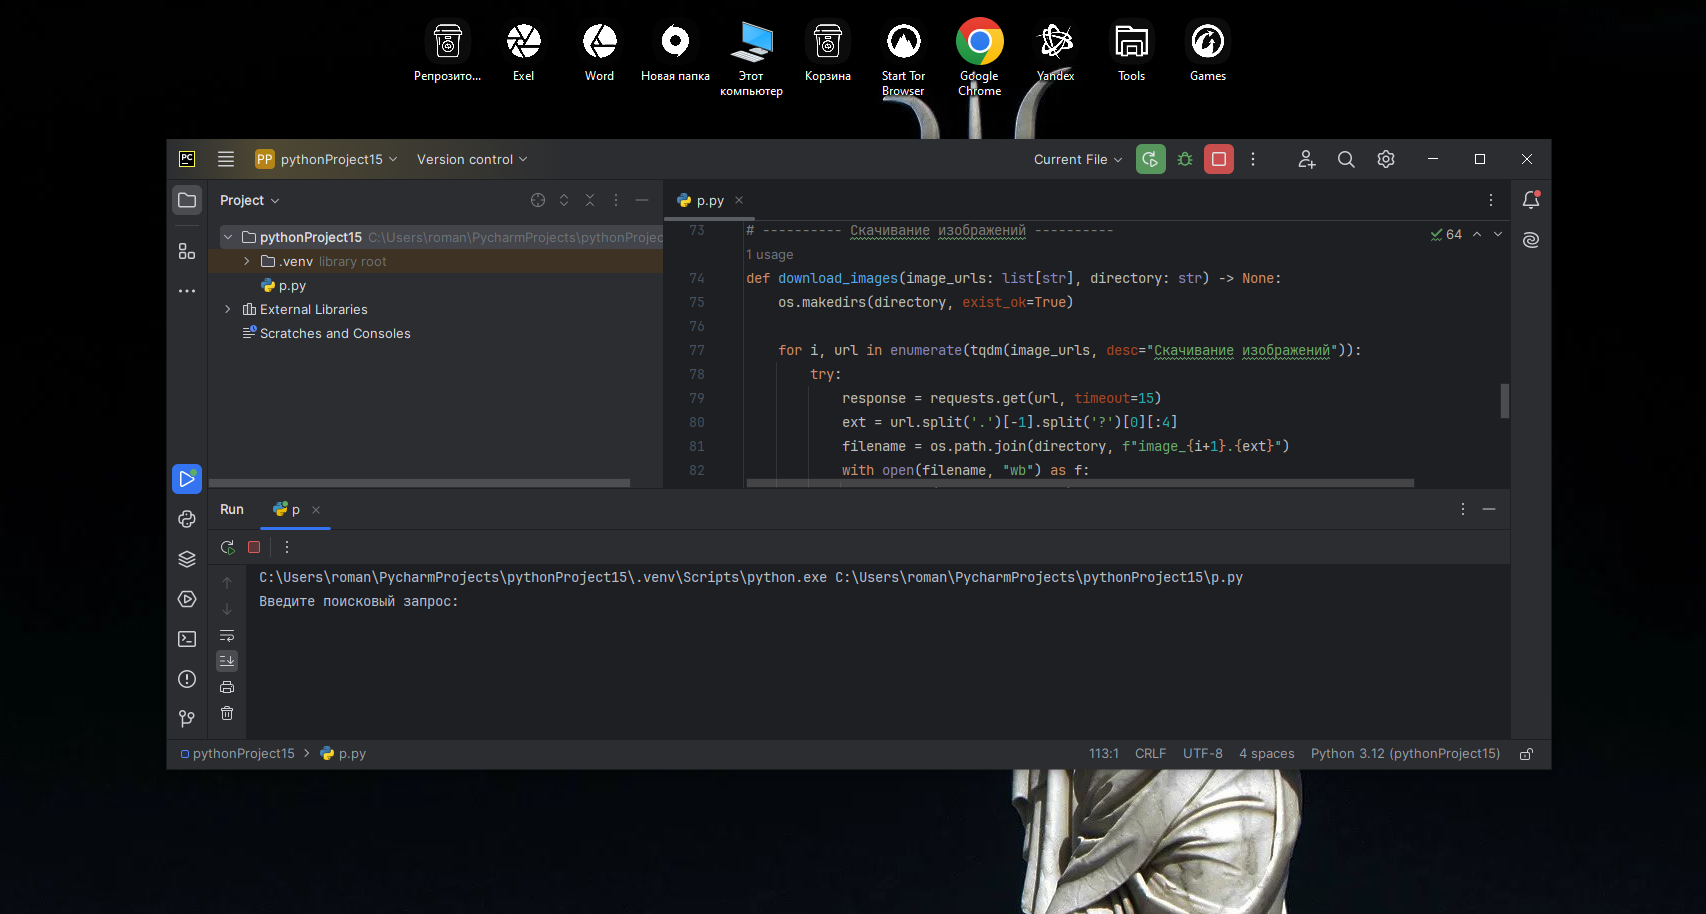 Репрозито...
Exel
Word
Новая папка
Этот компьютер
Корзина
Start Tor Browser
Google Chrome
Yandex
Tools
Games
PC
PP pythonProject15
Version control
Current File
Project
p.py
pythonProject15 C:\Users\roman\PycharmProjects\pythonProjec
.venv library root
p.py
External Libraries
Scratches and Consoles
64
73 # ---------- Скачивание изображений ----------
1 usage
74 def download_images(image_urls: list[str], directory: str) -> None:
75 os.makedirs(directory, exist_ok=True)
76
77 for i, url in enumerate(tqdm(image_urls, desc="Скачивание изображений")):
78 try:
79 response = requests.get(url, timeout=15)
80 ext = url.split('.')[-1].split('?')[0][:4]
81 filename = os.path.join(directory, f"image_{i+1}.{ext}")
82 with open(filename, "wb") as f:
Run
p
C:\Users\roman\PycharmProjects\pythonProject15\.venv\Scripts\python.exe C:\Users\roman\PycharmProjects\pythonProject15\p.py
Введите поисковый запрос:
pythonProject15 > p.py
113:1 CRLF UTF-8 4 spaces Python 3.12 (pythonProject15)